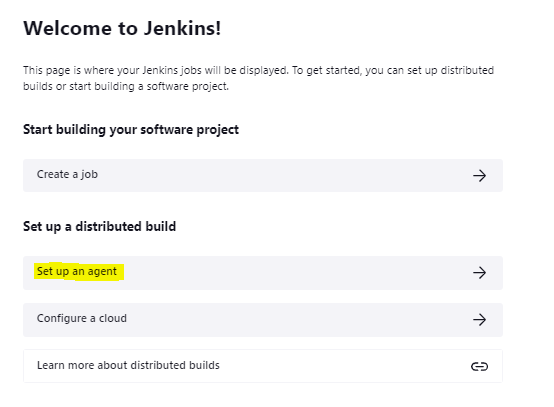 Welcome to Jenkins!
This page is where your Jenkins jobs will be displayed. To get started, you can set up distributed
builds or start building a software project.
Start building your software project
Create a job
Set up a distributed build
Set up an agent
Configure a cloud
Learn more about distributed builds